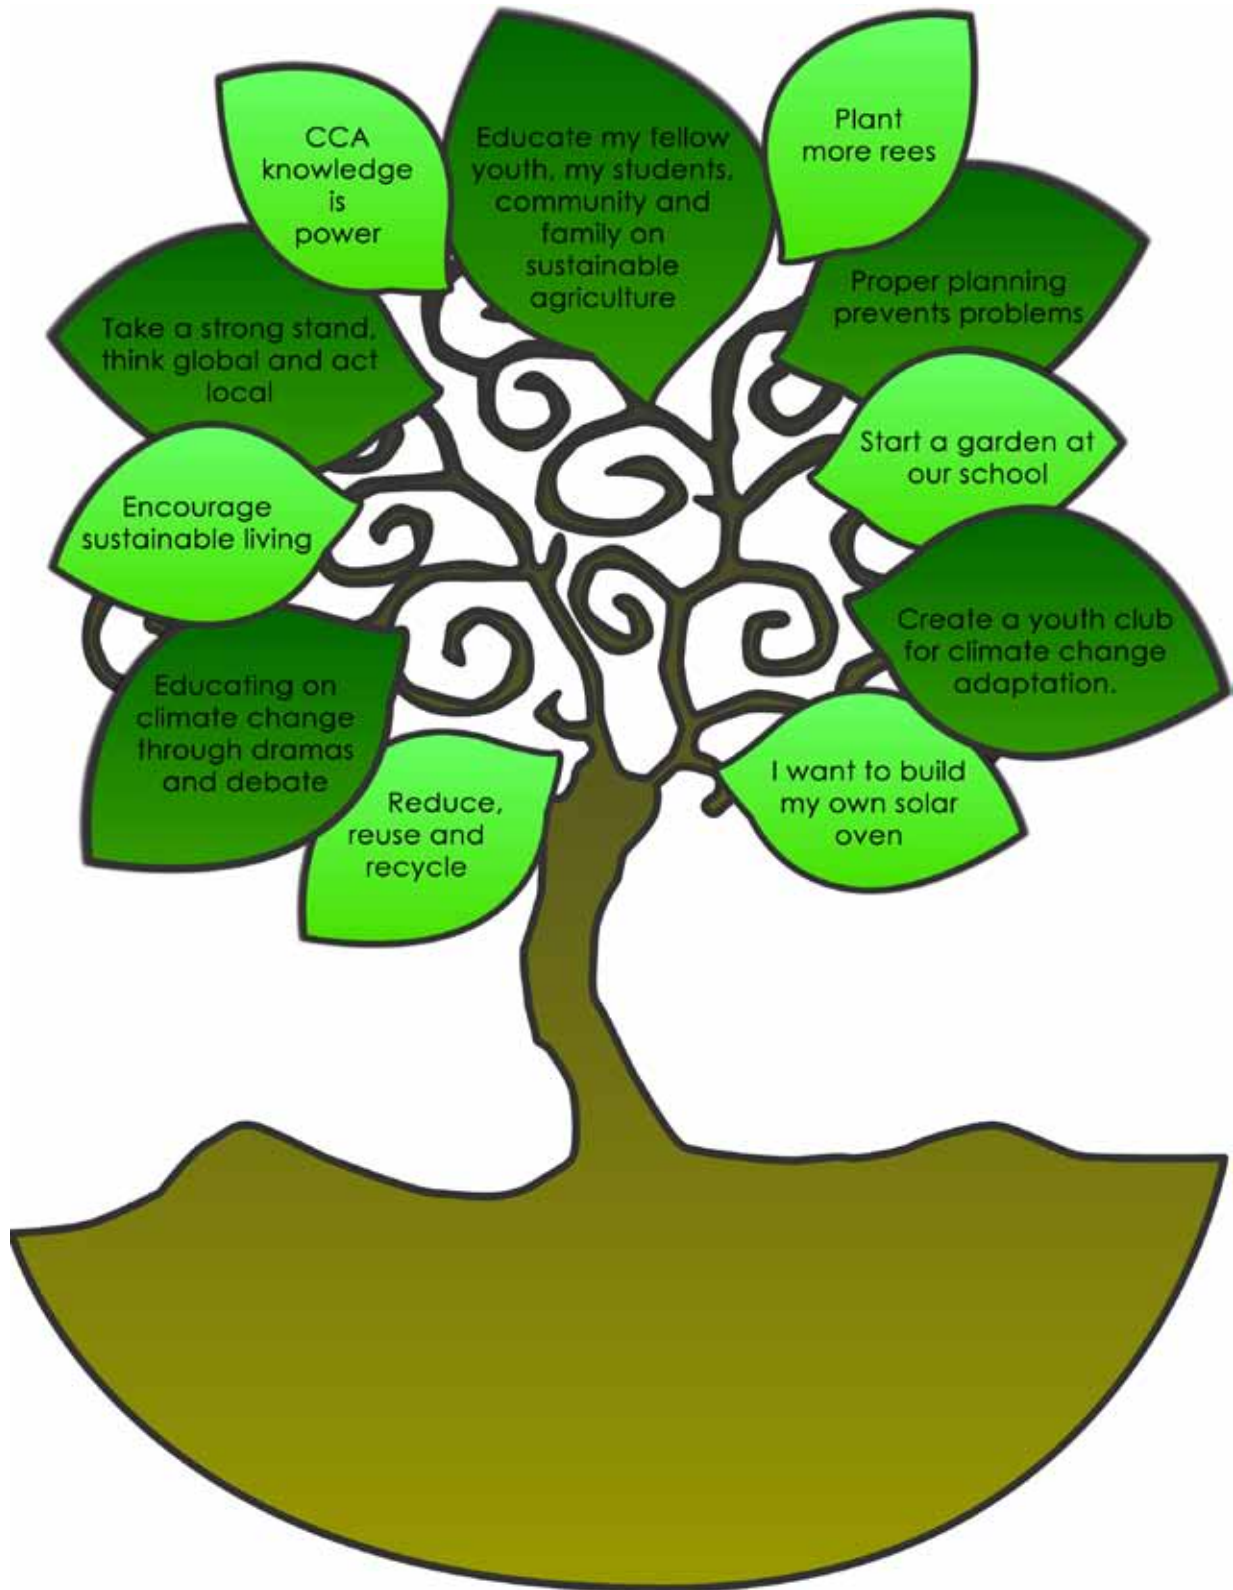 CCA
knowledge
is
power
Educate my fellow
youth, my students,
community and
family on
sustainable
agriculture
Plant
more rees
Take a strong stand,
think global and act
local
Proper planning
prevents problems
Encourage
sustainable living
Start a garden at
our school
Educating on
climate change
through dramas
and debate
Create a youth club
for climate change
adaptation.
Reduce,
reuse and
recycle
I want to build
my own solar
oven